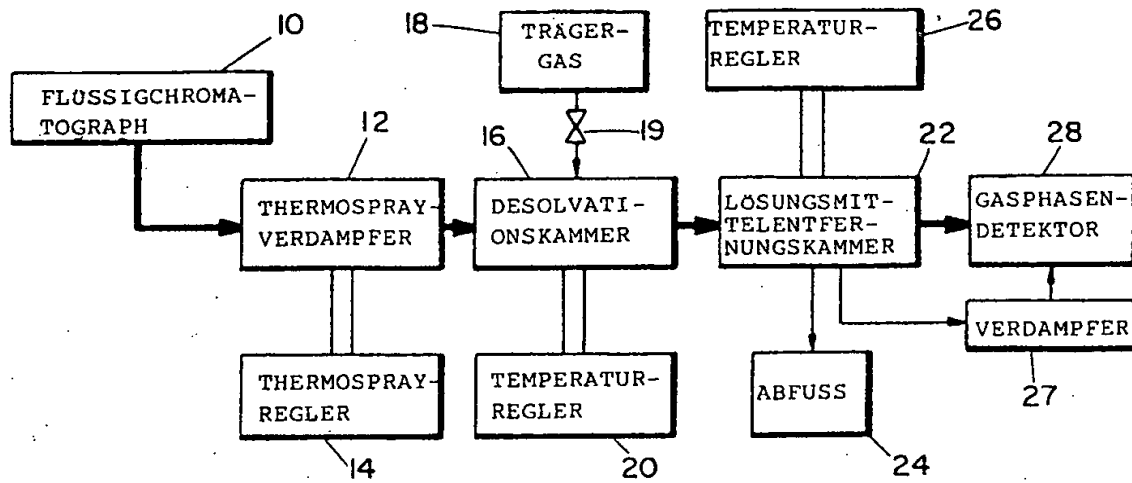 10
FLÜSSIGCHROMA-
TOGRAPH
12
THERMOSPRAY-
VERDAMPFER
THERMOSPRAY-
REGLER
14
18
TRÄGER-
GAS
19
16
DESOLVATI-
ONSKAMMER
TEMPERATUR-
REGLER
20
TEMPERATUR-
REGLER
26
22
LÖSUNGSMIT-
TELENTFER-
NUNGSKAMMER
ABFUSS
24
28
GASPHASEN-
DETEKTOR
VERDAMPFER
27